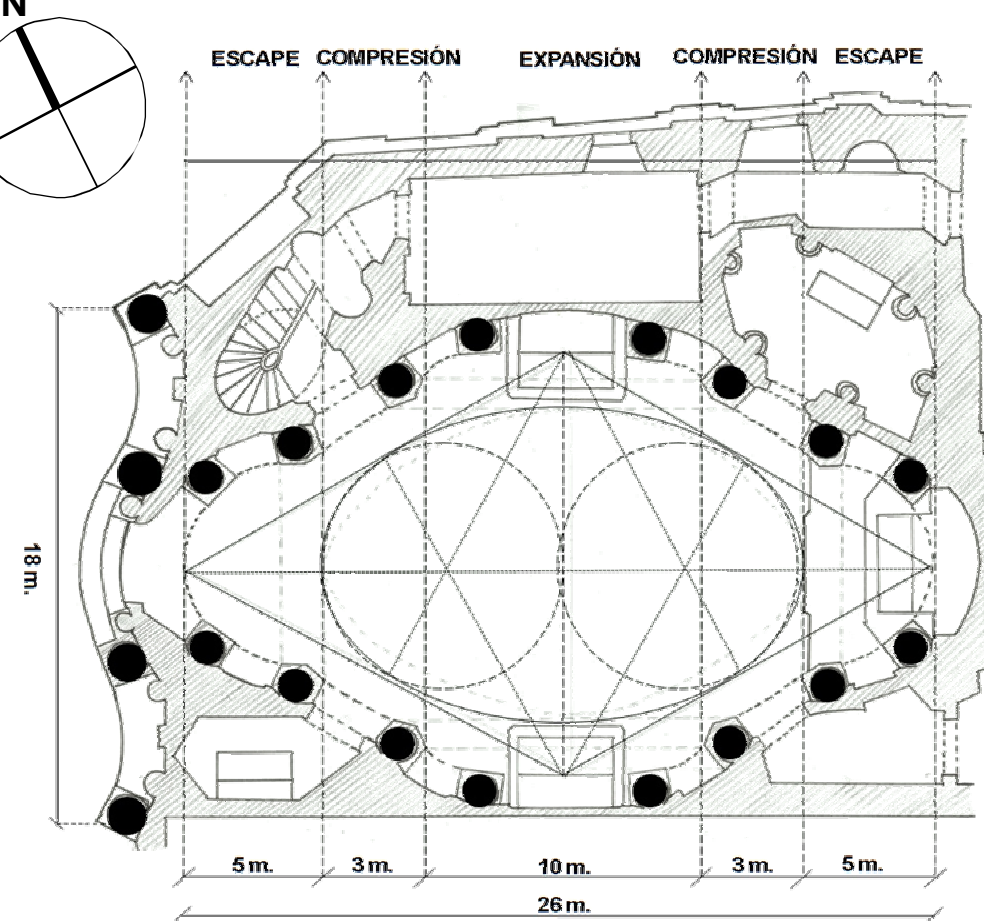 N
ESCAPE COMPRESIÓN EXPANSIÓN COMPRESIÓN ESCAPE
18 m.
5 m. 3 m. 10 m. 3 m. 5 m.
26 m.